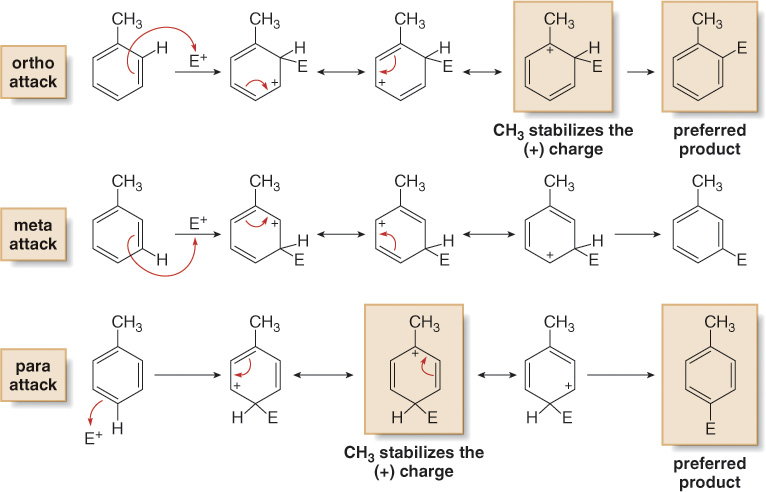 ortho
attack
CH₃
H
E⁺
CH₃
H
E
+
CH₃
H
E
+
CH₃
H
E
+
CH₃ stabilizes the
(+) charge
CH₃
E
preferred
product
meta
attack
CH₃
H
E⁺
CH₃
+
H
E
CH₃
+
H
E
CH₃
H
E
+
CH₃
E
para
attack
CH₃
H
E⁺
CH₃
+
H
E
CH₃
+
H
E
CH₃ stabilizes the
(+) charge
CH₃
+
H
E
CH₃
E
preferred
product